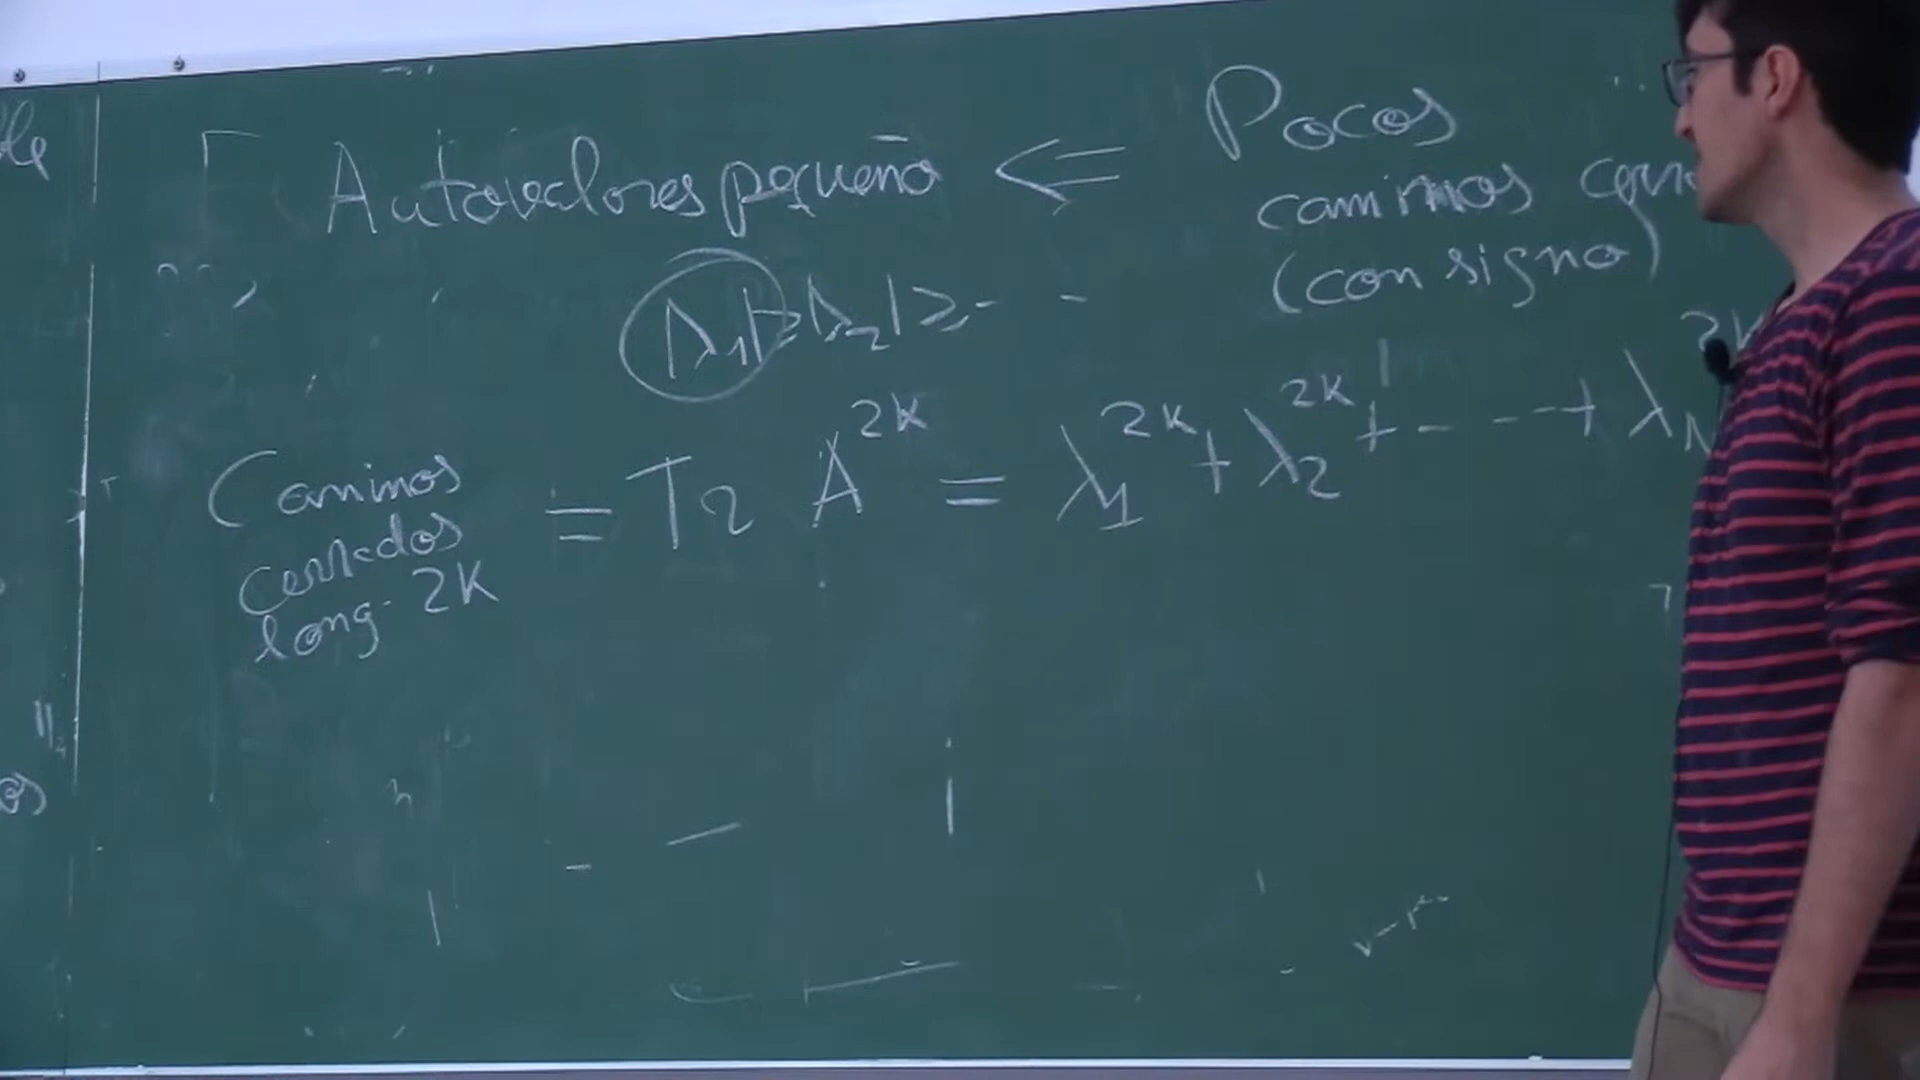 Autovalores pequeño ⇐ Pocos
caminos
(con signo)
|λ₁| ≥ |λ₂| ≥ - -
Caminos
cerrados
long. 2K
= Tr A^{2K} = λ₁^{2K} + λ₂^{2K} + - - - + λ_N^{2K}